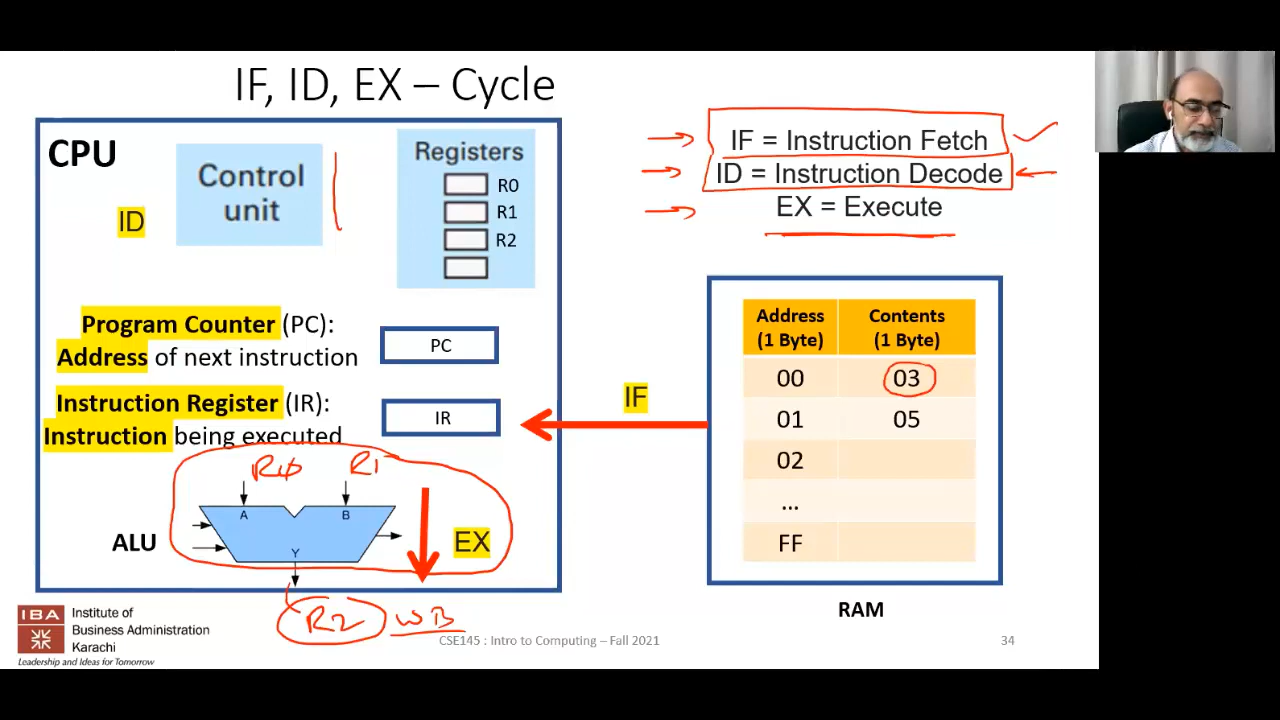 IF, ID, EX – Cycle
CPU
Control
unit
ID
Registers
R0
R1
R2
Program Counter (PC):
Address of next instruction
PC
Instruction Register (IR):
Instruction being executed
IR
R0
R1
A
B
Y
ALU
EX
R2
WB
IF = Instruction Fetch
ID = Instruction Decode
EX = Execute
IF
Address
(1 Byte)
Contents
(1 Byte)
00
03
01
05
02
...
FF
RAM
IBA
Institute of
Business Administration
Karachi
Leadership and Ideas for Tomorrow
CSE145 : Intro to Computing – Fall 2021
34